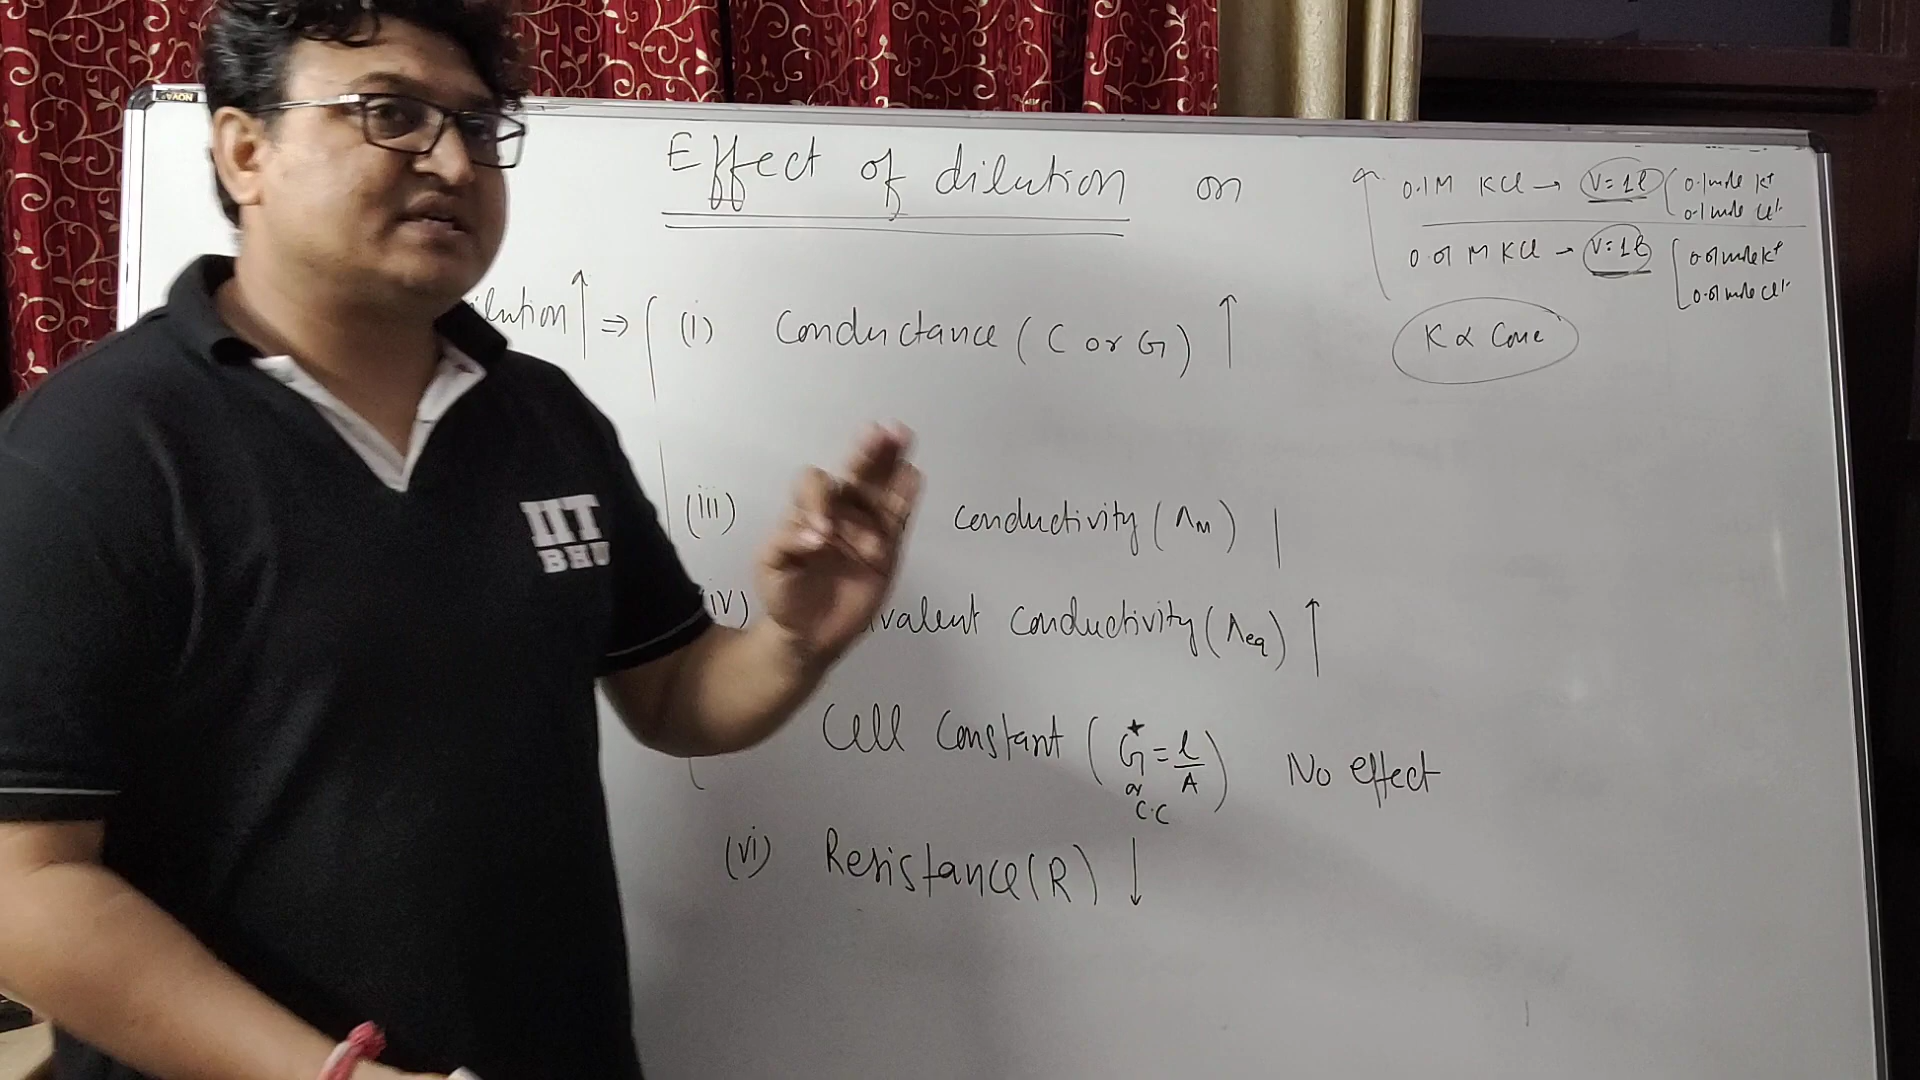 NOVA
Effect of dilution on
0.1M KCl → V=1l 0.1 mole K+
0.1 mole Cl-
0.01 M KCl → V=1l 0.01 mole K+
0.01 mole Cl-
K ∝ Conc
ilution ↑ ⇒ (i) Conductance (C or G) ↑
(iii) conductivity (Λm) |
IIT
BHU
(iv) valent conductivity (Λeq) ↑
Cell Constant (G* = l/A) No effect
or
C.C
(vi) Resistance (R) ↓